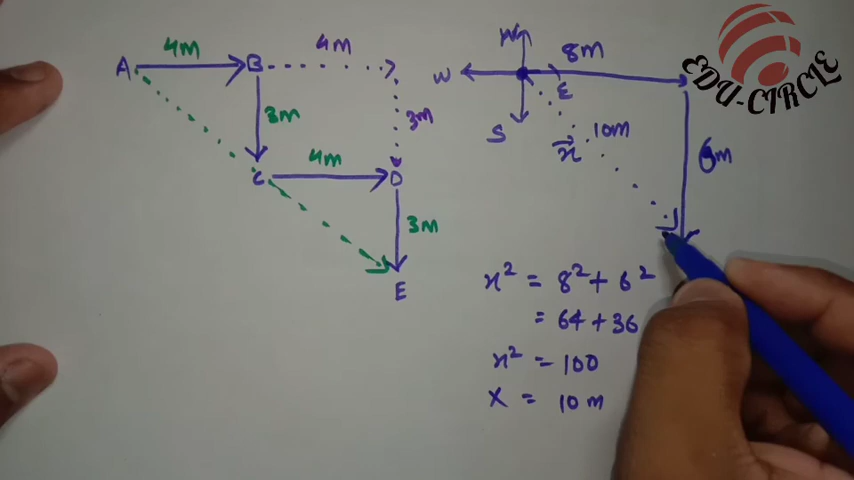 A
4m
B
4m
3m
3m
C
4m
D
3m
E
N
W
E
S
8m
10m
x
6m
x² = 8² + 6²
= 64 + 36
x² = 100
X = 10 m
EDU-CIRCLE